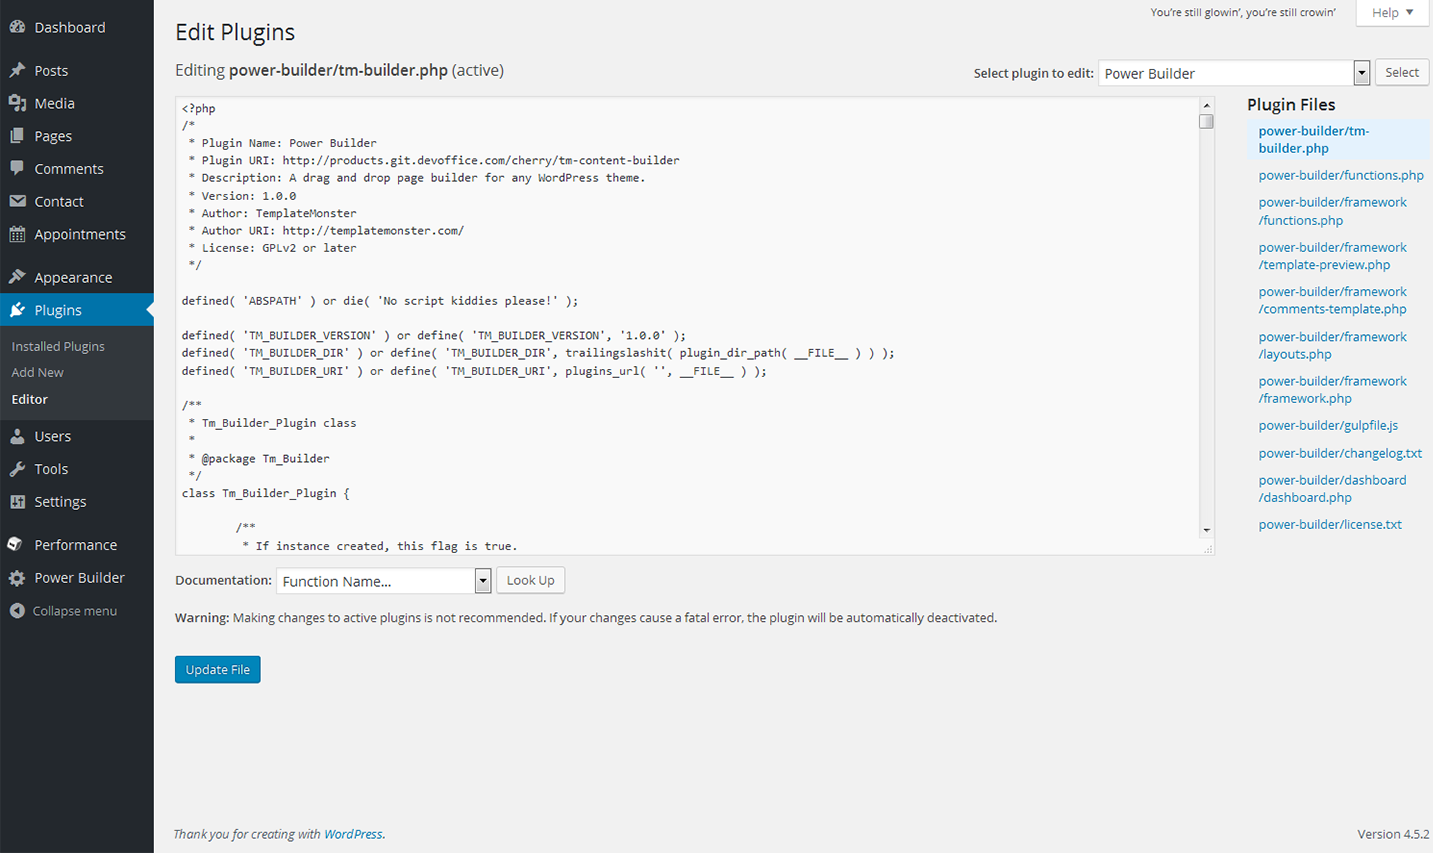 Dashboard
Posts
Media
Pages
Comments
Contact
Appointments
Appearance
Plugins
Installed Plugins
Add New
Editor
Users
Tools
Settings
Performance
Power Builder
Collapse menu
You're still glowin', you're still crowin'
Help
Edit Plugins
Editing power-builder/tm-builder.php (active)
Select plugin to edit: Power Builder Select
<?php
/*
 * Plugin Name: Power Builder
 * Plugin URI: http://products.git.devoffice.com/cherry/tm-content-builder
 * Description: A drag and drop page builder for any WordPress theme.
 * Version: 1.0.0
 * Author: TemplateMonster
 * Author URI: http://templatemonster.com/
 * License: GPLv2 or later
 */
defined( 'ABSPATH' ) or die( 'No script kiddies please!' );
defined( 'TM_BUILDER_VERSION' ) or define( 'TM_BUILDER_VERSION', '1.0.0' );
defined( 'TM_BUILDER_DIR' ) or define( 'TM_BUILDER_DIR', trailingslashit( plugin_dir_path( __FILE__ ) ) );
defined( 'TM_BUILDER_URI' ) or define( 'TM_BUILDER_URI', plugins_url( '', __FILE__ ) );
/**
 * Tm_Builder_Plugin class
 *
 * @package Tm_Builder
 */
class Tm_Builder_Plugin {
/**
 * If instance created, this flag is true.
Plugin Files
power-builder/tm-
builder.php
power-builder/functions.php
power-builder/framework
/functions.php
power-builder/framework
/template-preview.php
power-builder/framework
/comments-template.php
power-builder/framework
/layouts.php
power-builder/framework
/framework.php
power-builder/gulpfile.js
power-builder/changelog.txt
power-builder/dashboard
/dashboard.php
power-builder/license.txt
Documentation: Function Name... Look Up
Warning: Making changes to active plugins is not recommended. If your changes cause a fatal error, the plugin will be automatically deactivated.
Update File
Thank you for creating with WordPress.
Version 4.5.2